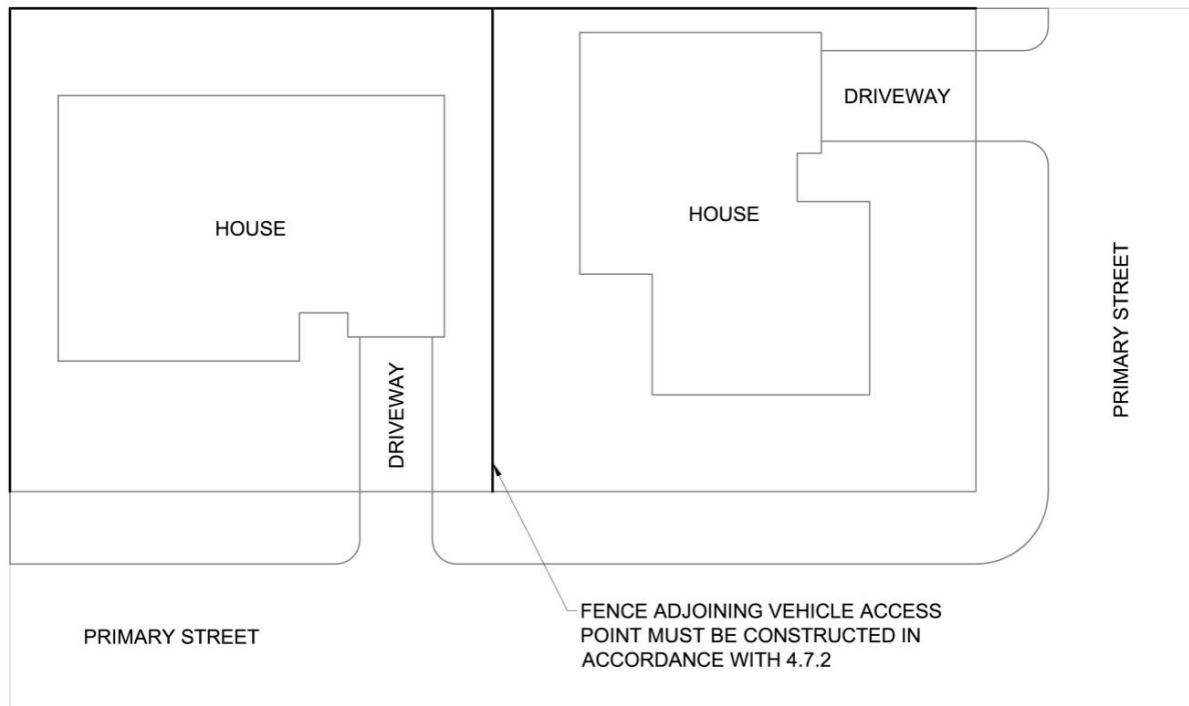 DRIVEWAY
HOUSE
HOUSE
DRIVEWAY
PRIMARY STREET
FENCE ADJOINING VEHICLE ACCESS
POINT MUST BE CONSTRUCTED IN
ACCORDANCE WITH 4.7.2
PRIMARY STREET